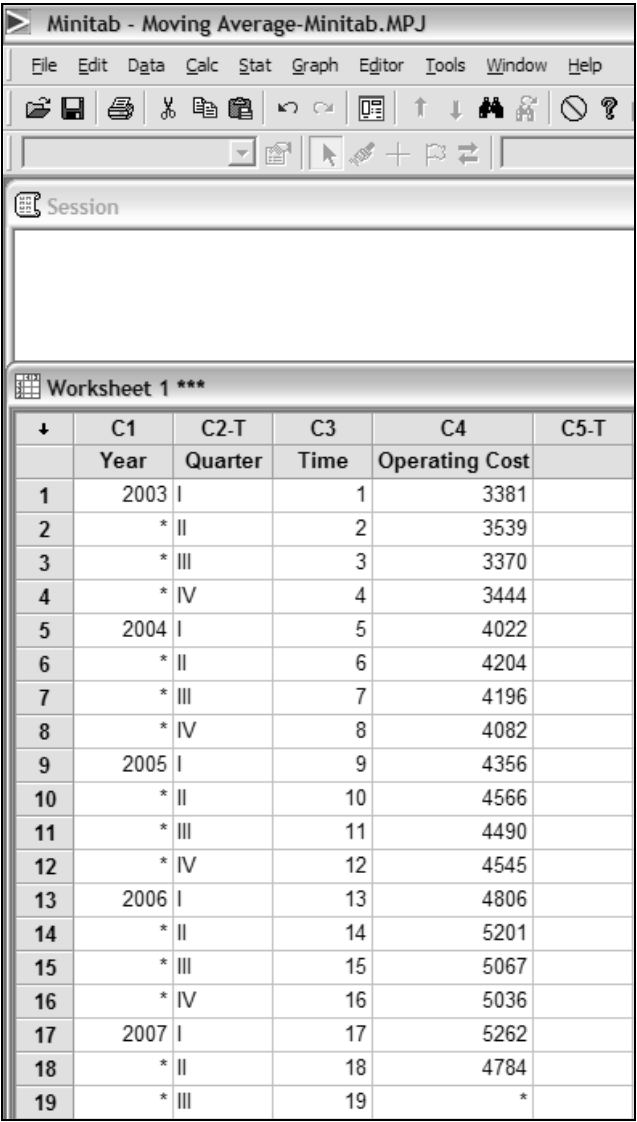 Minitab - Moving Average-Minitab.MPJ
File Edit Data Calc Stat Graph Editor Tools Window Help
Session
Worksheet 1 ***
C1 C2-T C3 C4 C5-T
Year Quarter Time Operating Cost
1 2003 I 1 3381
2 * II 2 3539
3 * III 3 3370
4 * IV 4 3444
5 2004 I 5 4022
6 * II 6 4204
7 * III 7 4196
8 * IV 8 4082
9 2005 I 9 4356
10 * II 10 4566
11 * III 11 4490
12 * IV 12 4545
13 2006 I 13 4806
14 * II 14 5201
15 * III 15 5067
16 * IV 16 5036
17 2007 I 17 5262
18 * II 18 4784
19 * III 19 *